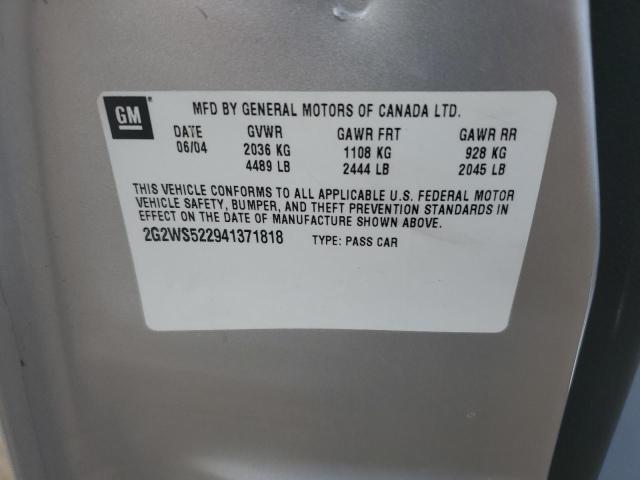 GM
MFD BY GENERAL MOTORS OF CANADA LTD.
DATE GVWR GAWR FRT GAWR RR
06/04 2036 KG 1108 KG 928 KG
4489 LB 2444 LB 2045 LB
THIS VEHICLE CONFORMS TO ALL APPLICABLE U.S. FEDERAL MOTOR
VEHICLE SAFETY, BUMPER, AND THEFT PREVENTION STANDARDS IN
EFFECT ON THE DATE OF MANUFACTURE SHOWN ABOVE.
2G2WS522941371818 TYPE: PASS CAR